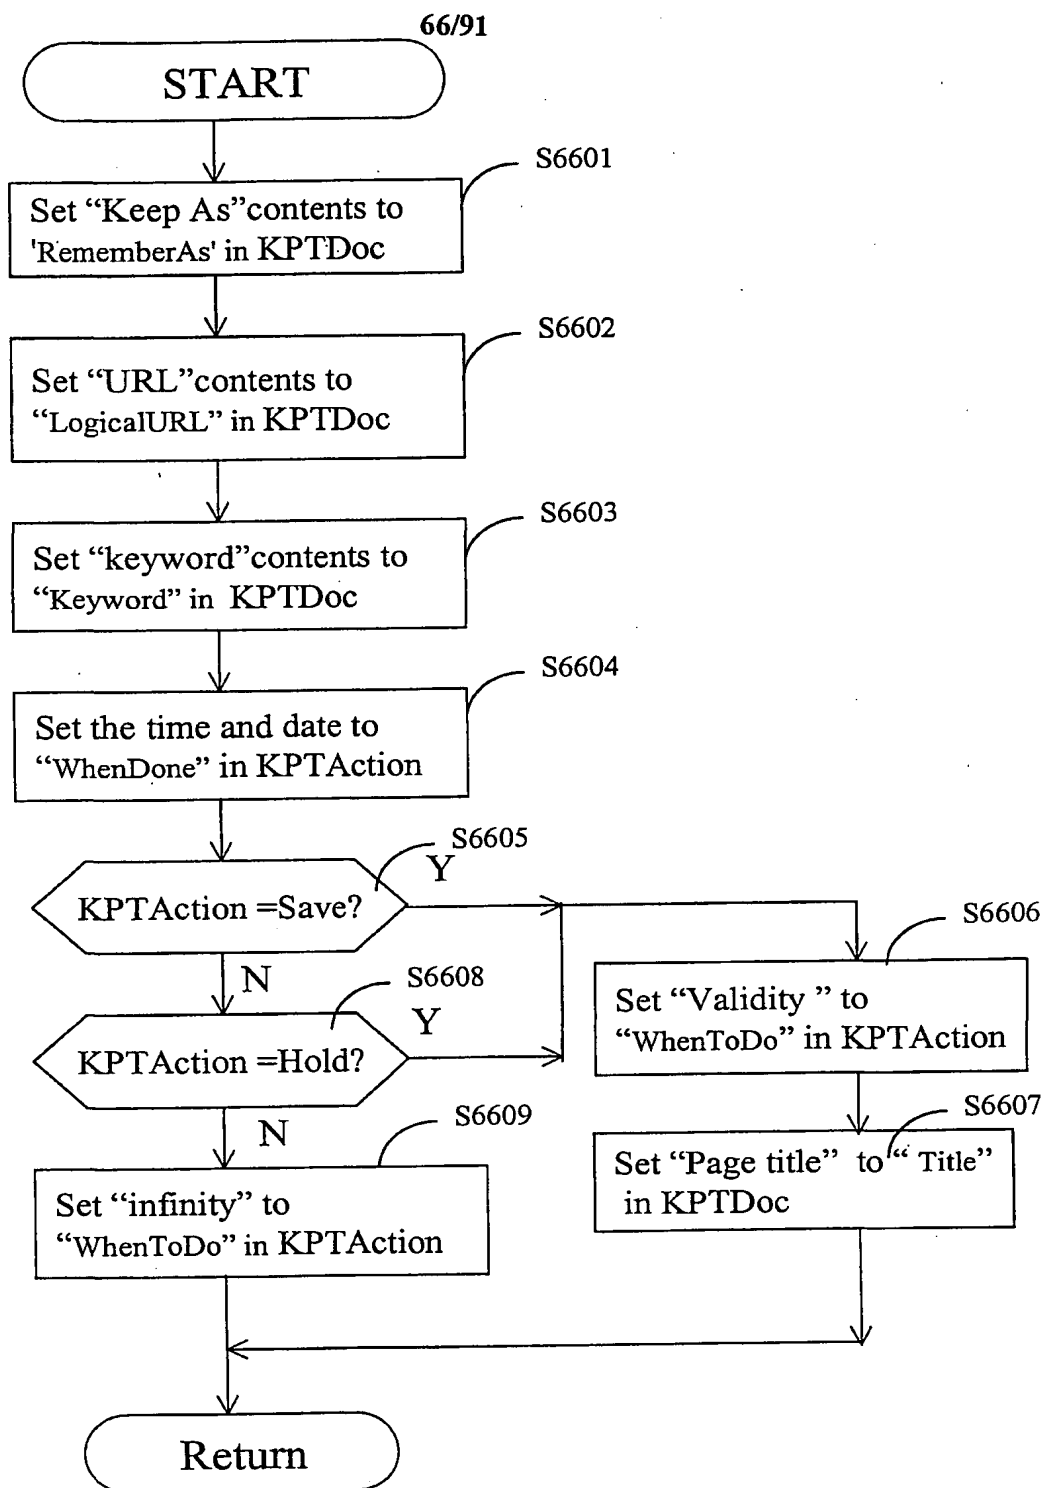 66/91
START
S6601
Set “Keep As”contents to
'RememberAs' in KPTDoc
S6602
Set “URL”contents to
“LogicalURL” in KPTDoc
S6603
Set “keyword”contents to
“Keyword” in KPTDoc
S6604
Set the time and date to
“WhenDone” in KPTAction
S6605
KPTAction =Save?
Y
N
S6606
Set “Validity ” to
“WhenToDo” in KPTAction
S6608
KPTAction =Hold?
Y
N
S6607
Set “Page title” to “ Title”
in KPTDoc
S6609
Set “infinity” to
“WhenToDo” in KPTAction
Return